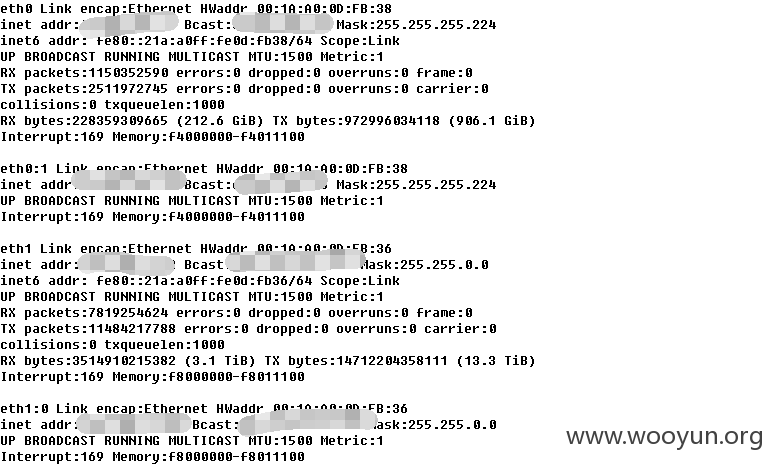 eth0 Link encap:Ethernet HWaddr 00:1A:A0:0D:FB:38
inet addr: Bcast: Mask:255.255.255.224
inet6 addr: fe80::21a:a0ff:fe0d:fb38/64 Scope:Link
UP BROADCAST RUNNING MULTICAST MTU:1500 Metric:1
RX packets:1150352590 errors:0 dropped:0 overruns:0 frame:0
TX packets:2511972745 errors:0 dropped:0 overruns:0 carrier:0
collisions:0 txqueuelen:1000
RX bytes:228359309665 (212.6 GiB) TX bytes:972996034118 (906.1 GiB)
Interrupt:169 Memory:f4000000-f4011100
eth0:1 Link encap:Ethernet HWaddr 00:1A:A0:0D:FB:38
inet addr: Bcast: Mask:255.255.255.224
UP BROADCAST RUNNING MULTICAST MTU:1500 Metric:1
Interrupt:169 Memory:f4000000-f4011100
eth1 Link encap:Ethernet HWaddr 00:1A:A0:0D:FB:36
inet addr: Bcast: Mask:255.255.0.0
inet6 addr: fe80::21a:a0ff:fe0d:fb36/64 Scope:Link
UP BROADCAST RUNNING MULTICAST MTU:1500 Metric:1
RX packets:7819254624 errors:0 dropped:0 overruns:0 frame:0
TX packets:11484217788 errors:0 dropped:0 overruns:0 carrier:0
collisions:0 txqueuelen:1000
RX bytes:3514910215382 (3.1 TiB) TX bytes:14712204358111 (13.3 TiB)
Interrupt:169 Memory:f8000000-f8011100
eth1:0 Link encap:Ethernet HWaddr 00:1A:A0:0D:FB:36
inet addr: Bcast: Mask:255.255.0.0
UP BROADCAST RUNNING MULTICAST MTU:1500 Metric:1
Interrupt:169 Memory:f8000000-f8011100
www.wooyun.org